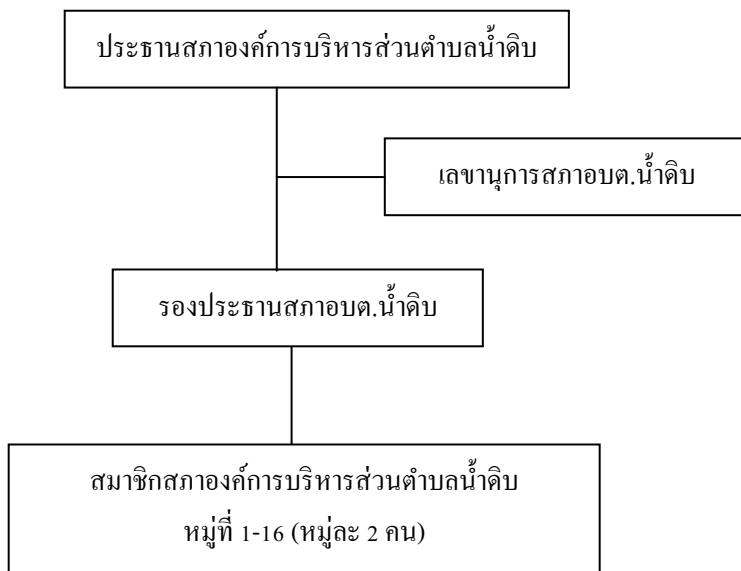 ประธานสภาองค์การบริหารส่วนตำบลน้ำดิบ
เลขานุการสภาอบต.น้ำดิบ
รองประธานสภาอบต.น้ำดิบ
สมาชิกสภาองค์การบริหารส่วนตำบลน้ำดิบ
หมู่ที่ 1-16 (หมู่ละ 2 คน)